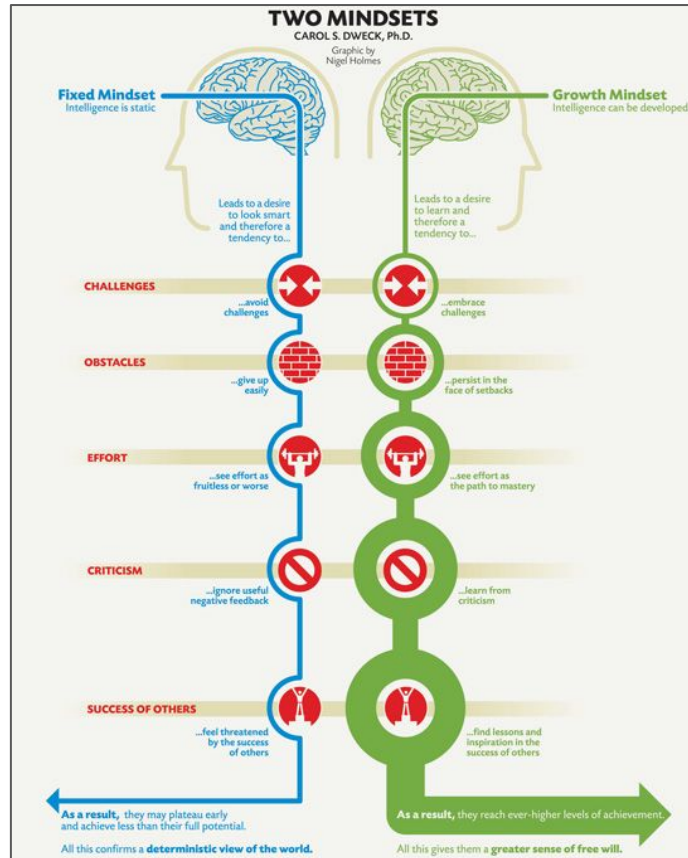 TWO MINDSETS
CAROL S. DWECK, Ph.D.
Graphic by
Nigel Holmes
Fixed Mindset
Intelligence is static
Growth Mindset
Intelligence can be developed
Leads to a desire
to look smart
and therefore a
tendency to...
Leads to a desire
to learn and
therefore a
tendency to...
CHALLENGES
...avoid
challenges
...embrace
challenges
OBSTACLES
...give up
easily
...persist in the
face of setbacks
EFFORT
...see effort as
fruitless or worse
...see effort as
the path to mastery
CRITICISM
...ignore useful
negative feedback
...learn from
criticism
SUCCESS OF OTHERS
...feel threatened
by the success
of others
...find lessons and
inspiration in the
success of others
As a result, they may plateau early
and achieve less than their full potential.
All this confirms a deterministic view of the world.
As a result, they reach ever-higher levels of achievement.
All this gives them a greater sense of free will.